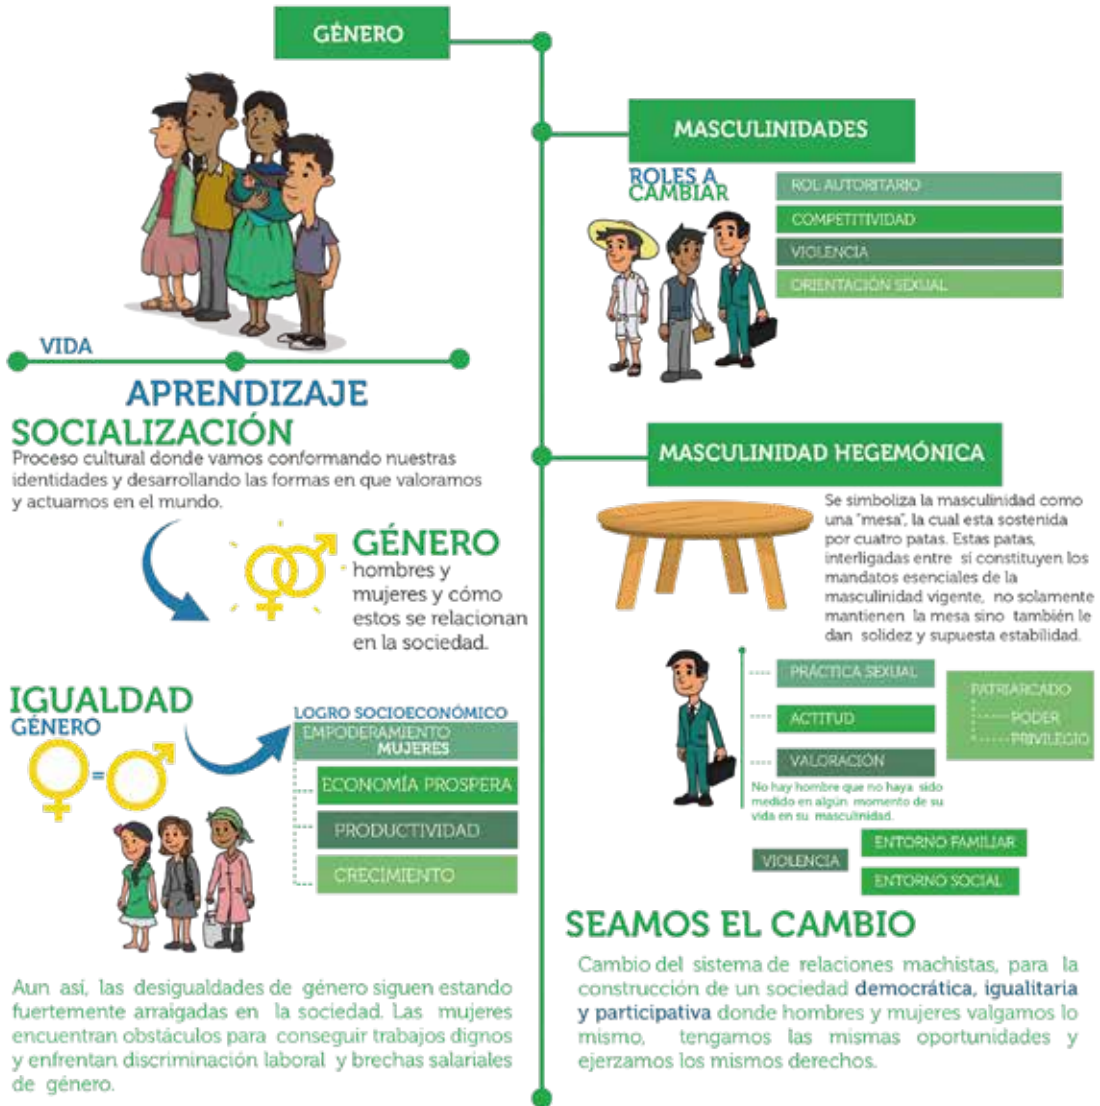 GÉNERO
VIDA
APRENDIZAJE
SOCIALIZACIÓN
Proceso cultural donde vamos conformando nuestras
identidades y desarrollando las formas en que valoramos
y actuamos en el mundo.
GÉNERO
hombres y
mujeres y cómo
estos se relacionan
en la sociedad.
IGUALDAD
GÉNERO
=
LOGRO SOCIOECONÓMICO
EMPODERAMIENTO
MUJERES
ECONOMÍA PROSPERA
PRODUCTIVIDAD
CRECIMIENTO
Aun así, las desigualdades de género siguen estando
fuertemente arraigadas en la sociedad. Las mujeres
encuentran obstáculos para conseguir trabajos dignos
y enfrentan discriminación laboral y brechas salariales
de género.
MASCULINIDADES
ROLES A
CAMBIAR
ROL AUTORITARIO
COMPETITIVIDAD
VIOLENCIA
ORIENTACIÓN SEXUAL
MASCULINIDAD HEGEMÓNICA
Se simboliza la masculinidad como
una "mesa", la cual esta sostenida
por cuatro patas. Estas patas,
interligadas entre sí constituyen los
mandatos esenciales de la
masculinidad vigente, no solamente
mantienen la mesa sino también le
dan solidez y supuesta estabilidad.
PRÁCTICA SEXUAL
ACTITUD
VALORACIÓN
PATRIARCADO
PODER
PRIVILEGIO
No hay hombre que no haya sido
medido en algún momento de su
vida en su masculinidad.
VIOLENCIA
ENTORNO FAMILIAR
ENTORNO SOCIAL
SEAMOS EL CAMBIO
Cambio del sistema de relaciones machistas, para la
construcción de un sociedad democrática, igualitaria
y participativa donde hombres y mujeres valgamos lo
mismo, tengamos las mismas oportunidades y
ejerzamos los mismos derechos.